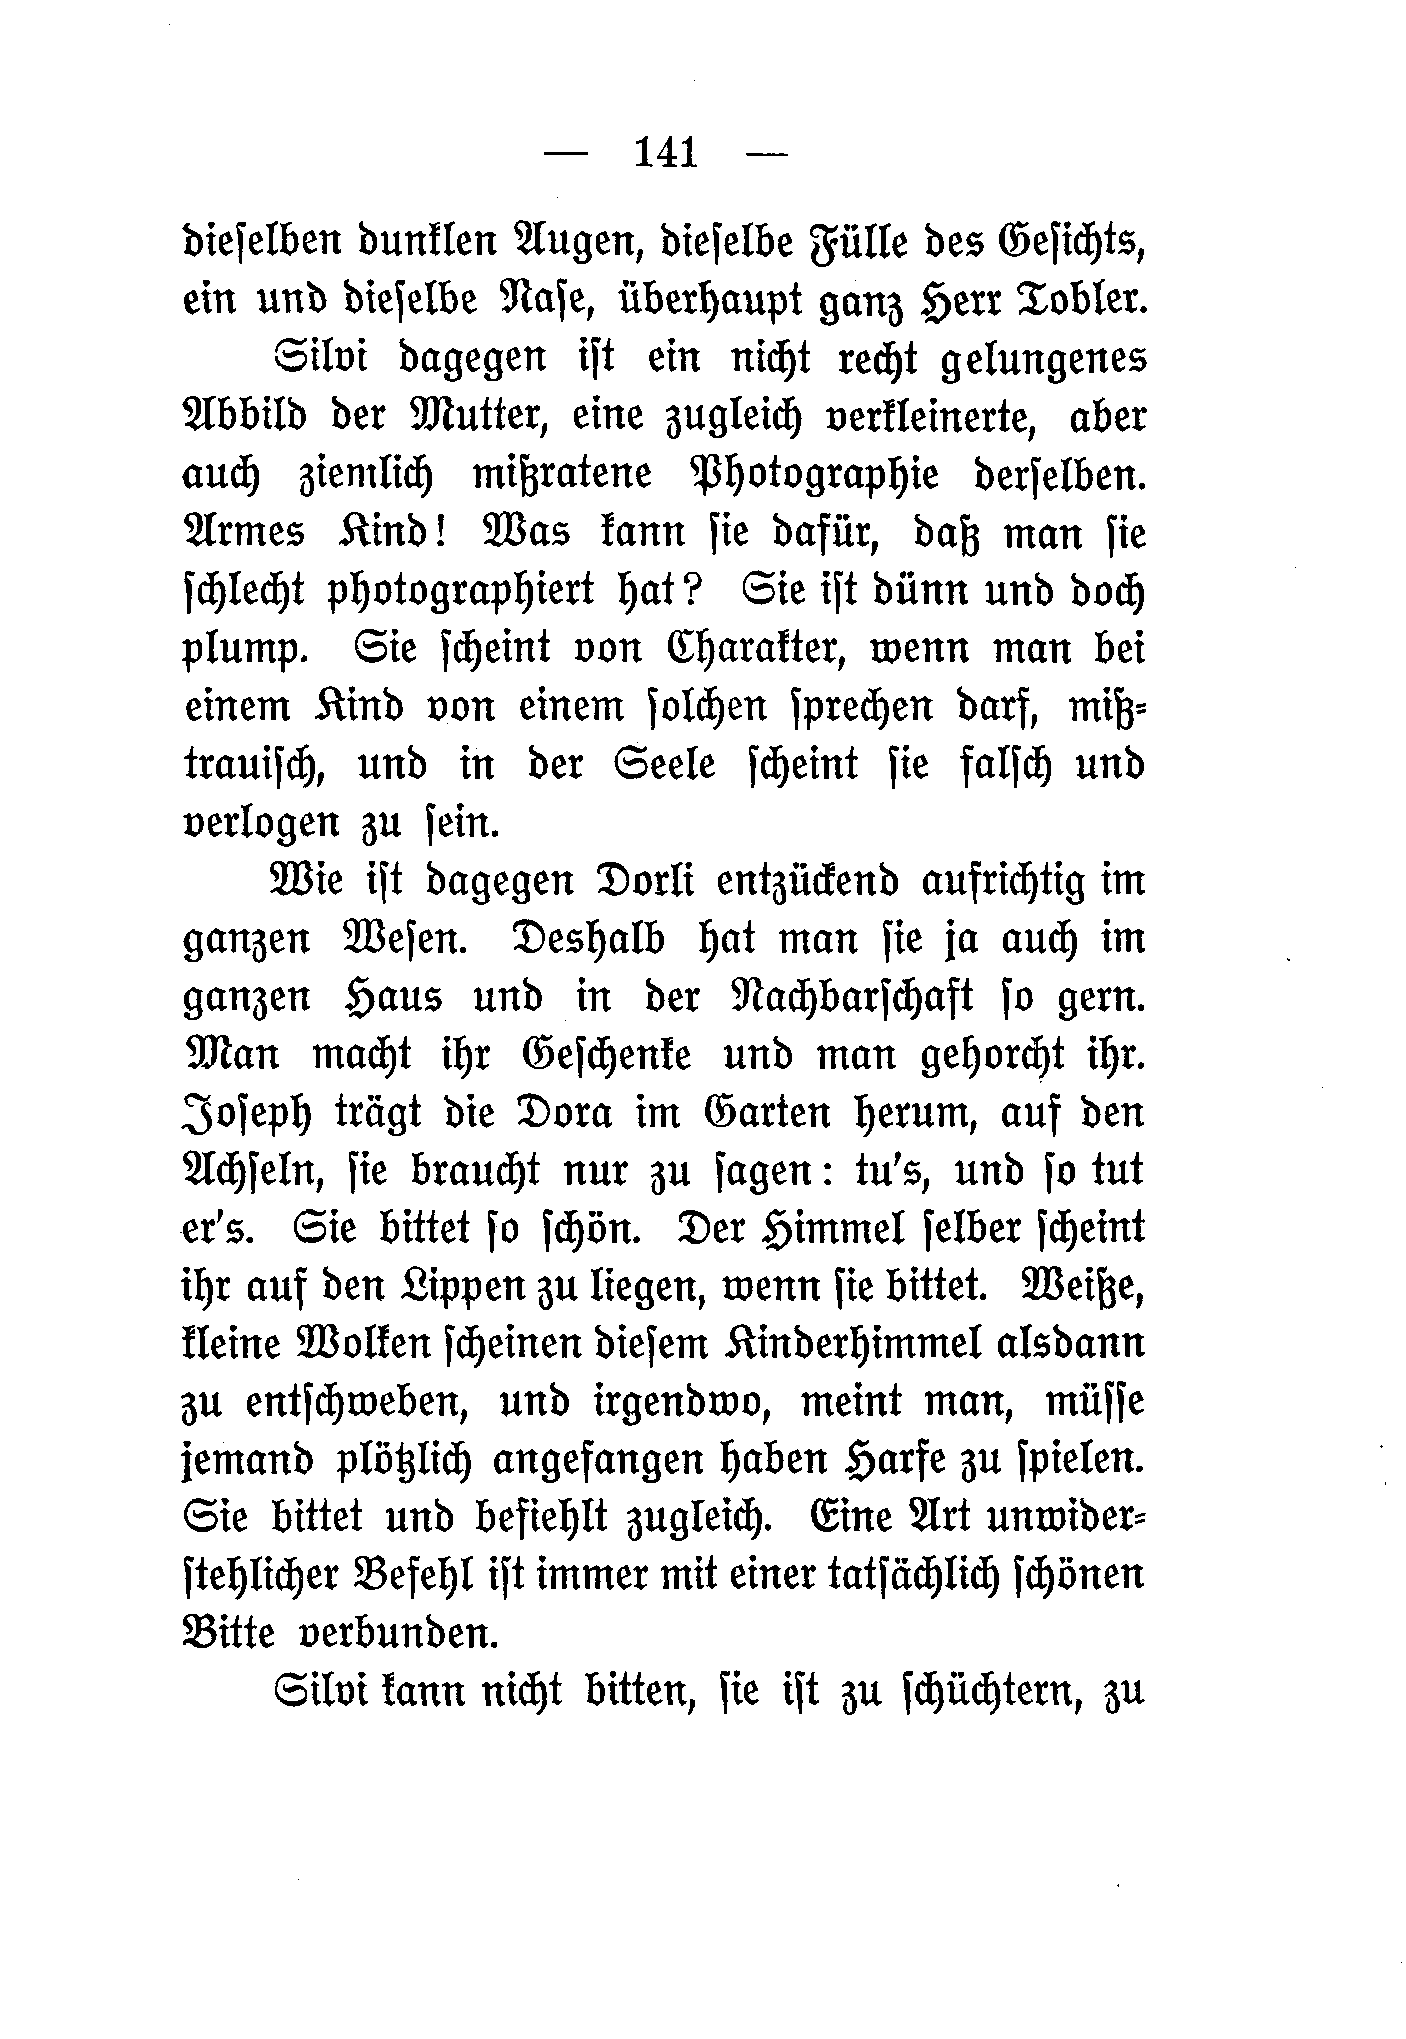 — 141 —
dieselben dunklen Augen, dieselbe Fülle des Gesichts,
ein und dieselbe Nase, überhaupt ganz Herr Tobler.
Silvi dagegen ist ein nicht recht gelungenes
Abbild der Mutter, eine zugleich verkleinerte, aber
auch ziemlich mißratene Photographie derselben.
Armes Kind! Was kann sie dafür, daß man sie
schlecht photographiert hat? Sie ist dünn und doch
plump. Sie scheint von Charakter, wenn man bei
einem Kind von einem solchen sprechen darf, miß-
trauisch, und in der Seele scheint sie falsch und
verlogen zu sein.
Wie ist dagegen Dorli entzückend aufrichtig im
ganzen Wesen. Deshalb hat man sie ja auch im
ganzen Haus und in der Nachbarschaft so gern.
Man macht ihr Geschenke und man gehorcht ihr.
Joseph trägt die Dora im Garten herum, auf den
Achseln, sie braucht nur zu sagen: tu's, und so tut
er's. Sie bittet so schön. Der Himmel selber scheint
ihr auf den Lippen zu liegen, wenn sie bittet. Weiße,
kleine Wolken scheinen diesem Kinderhimmel alsdann
zu entschweben, und irgendwo, meint man, müsse
jemand plötzlich angefangen haben Harfe zu spielen.
Sie bittet und befiehlt zugleich. Eine Art unwider-
stehlicher Befehl ist immer mit einer tatsächlich schönen
Bitte verbunden.
Silvi kann nicht bitten, sie ist zu schüchtern, zu